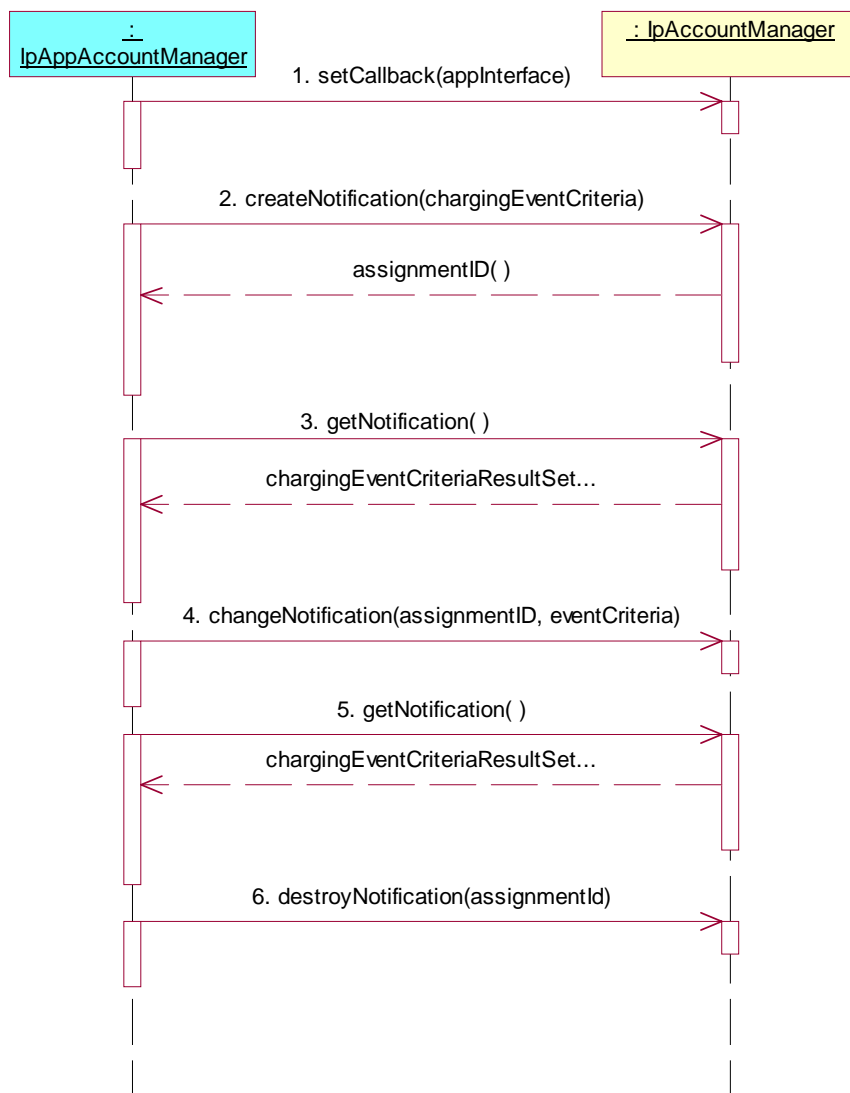 :
IpAppAccountManager
: IpAccountManager
1. setCallback(appInterface)
2. createNotification(chargingEventCriteria)
assignmentID( )
3. getNotification( )
chargingEventCriteriaResultSet...
4. changeNotification(assignmentID, eventCriteria)
5. getNotification( )
chargingEventCriteriaResultSet...
6. destroyNotification(assignmentId)